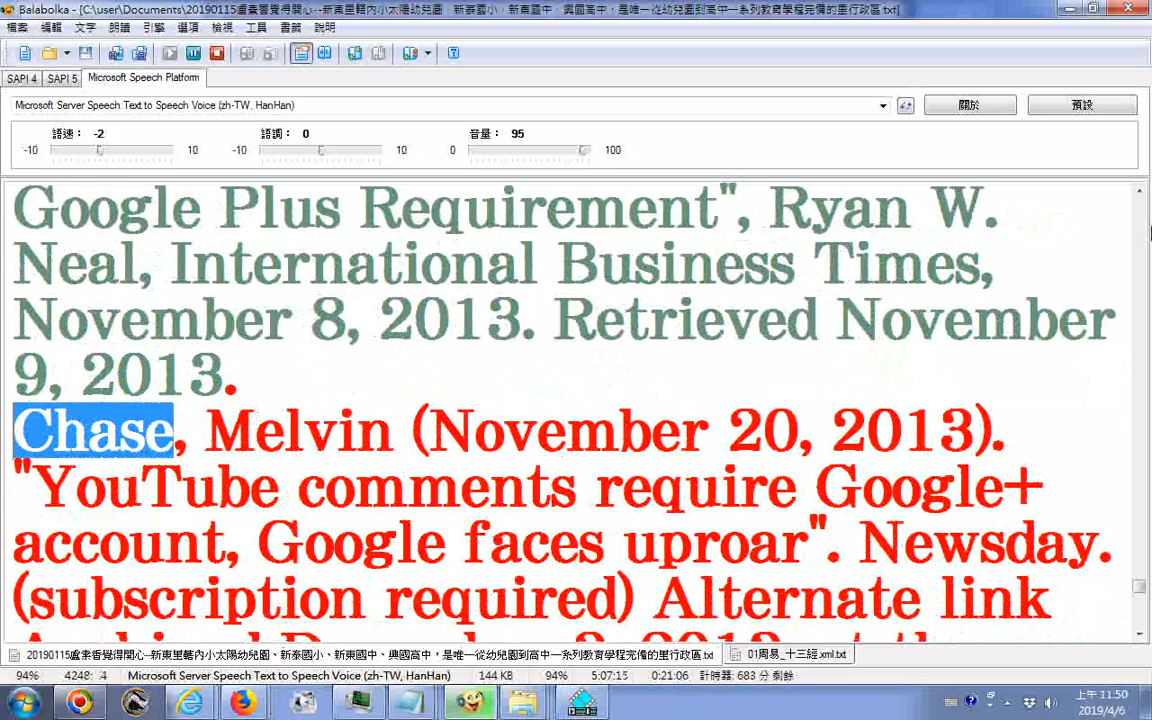 Balabolka - [C:\user\Documents\20190115盧素香覺得開心--新東里轄內小太陽幼兒園、新泰國小、新東國中、興國高中，是唯一從幼兒園到高中一系列教育學程完備的里行政區.txt]
檔案 編輯 文字 朗讀 引擎 選項 檢視 工具 書籤 說明
SAPI 4 SAPI 5 Microsoft Speech Platform
Microsoft Server Speech Text to Speech Voice (zh-TW, HanHan) 關於 預設
語速： -2 語調： 0 音量： 95
-10 10 -10 10 0 100
Google Plus Requirement", Ryan W.
Neal, International Business Times,
November 8, 2013. Retrieved November
9, 2013.
Chase, Melvin (November 20, 2013).
"YouTube comments require Google+
account, Google faces uproar". Newsday.
(subscription required) Alternate link
20190115盧素香覺得開心--新東里轄內小太陽幼兒園、新泰國小、新東國中、興國高中，是唯一從幼兒園到高中一系列教育學程完備的里行政區.txt 01周易_十三經.xml.txt
94% 4248: 4 Microsoft Server Speech Text to Speech Voice (zh-TW, HanHan) 144 KB 94% 5:07:15 0:21:06 計時器: 683 分 剩餘
上午 11:50
2019/4/6